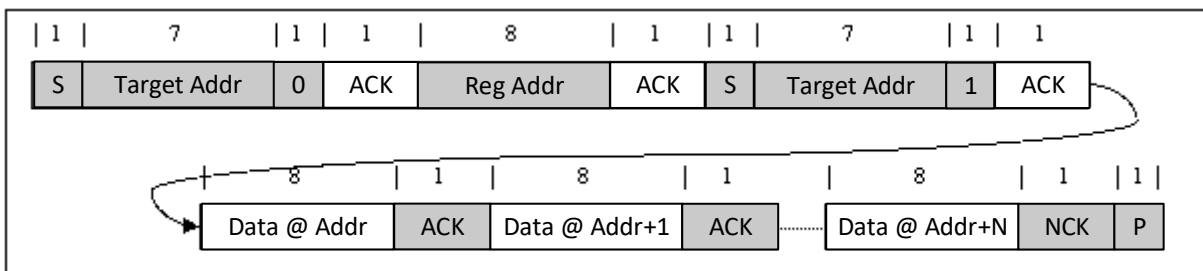 | 1 | 7 | 1 | 1 | 8 | 1 | 1 | 7 | 1 | 1
S Target Addr 0 ACK Reg Addr ACK S Target Addr 1 ACK
8 | 1 | 8 | 1 | 8 | 1 | 1 |
Data @ Addr ACK Data @ Addr+1 ACK Data @ Addr+N NCK P